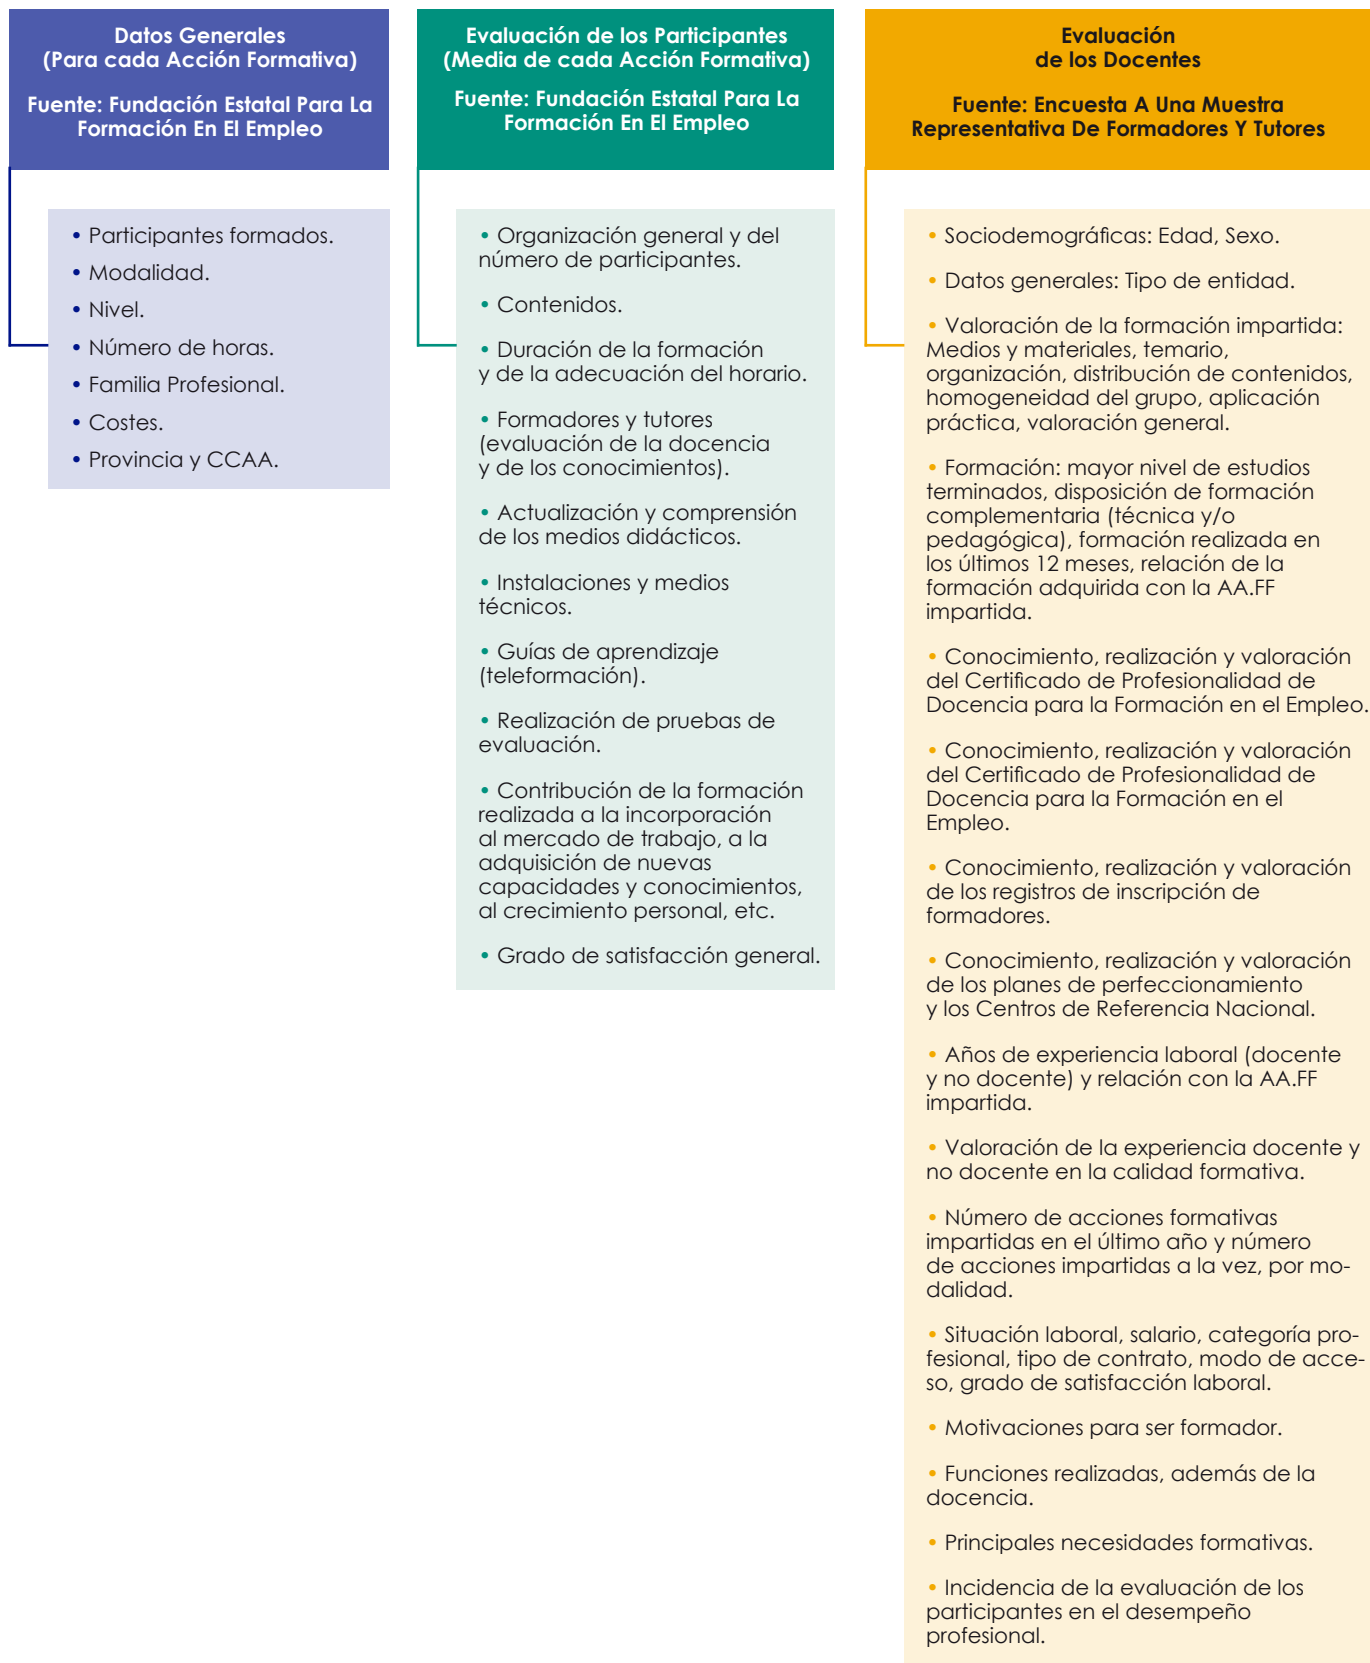 Datos Generales
(Para cada Acción Formativa)
Fuente: Fundación Estatal Para La
Formación En El Empleo
• Participantes formados.
• Modalidad.
• Nivel.
• Número de horas.
• Familia Profesional.
• Costes.
• Provincia y CCAA.
Evaluación de los Participantes
(Media de cada Acción Formativa)
Fuente: Fundación Estatal Para La
Formación En El Empleo
• Organización general y del
número de participantes.
• Contenidos.
• Duración de la formación
y de la adecuación del horario.
• Formadores y tutores
(evaluación de la docencia
y de los conocimientos).
• Actualización y comprensión
de los medios didácticos.
• Instalaciones y medios
técnicos.
• Guías de aprendizaje
(teleformación).
• Realización de pruebas de
evaluación.
• Contribución de la formación
realizada a la incorporación
al mercado de trabajo, a la
adquisición de nuevas
capacidades y conocimientos,
al crecimiento personal, etc.
• Grado de satisfacción general.
Evaluación
de los Docentes
Fuente: Encuesta A Una Muestra
Representativa De Formadores Y Tutores
• Sociodemográficas: Edad, Sexo.
• Datos generales: Tipo de entidad.
• Valoración de la formación impartida:
Medios y materiales, temario,
organización, distribución de contenidos,
homogeneidad del grupo, aplicación
práctica, valoración general.
• Formación: mayor nivel de estudios
terminados, disposición de formación
complementaria (técnica y/o
pedagógica), formación realizada en
los últimos 12 meses, relación de la
formación adquirida con la AA.FF
impartida.
• Conocimiento, realización y valoración
del Certificado de Profesionalidad de
Docencia para la Formación en el Empleo.
• Conocimiento, realización y valoración
del Certificado de Profesionalidad de
Docencia para la Formación en el
Empleo.
• Conocimiento, realización y valoración
de los registros de inscripción de
formadores.
• Conocimiento, realización y valoración
de los planes de perfeccionamiento
y los Centros de Referencia Nacional.
• Años de experiencia laboral (docente
y no docente) y relación con la AA.FF
impartida.
• Valoración de la experiencia docente y
no docente en la calidad formativa.
• Número de acciones formativas
impartidas en el último año y número
de acciones impartidas a la vez, por mo-
dalidad.
• Situación laboral, salario, categoría pro-
fesional, tipo de contrato, modo de acce-
so, grado de satisfacción laboral.
• Motivaciones para ser formador.
• Funciones realizadas, además de la
docencia.
• Principales necesidades formativas.
• Incidencia de la evaluación de los
participantes en el desempeño
profesional.